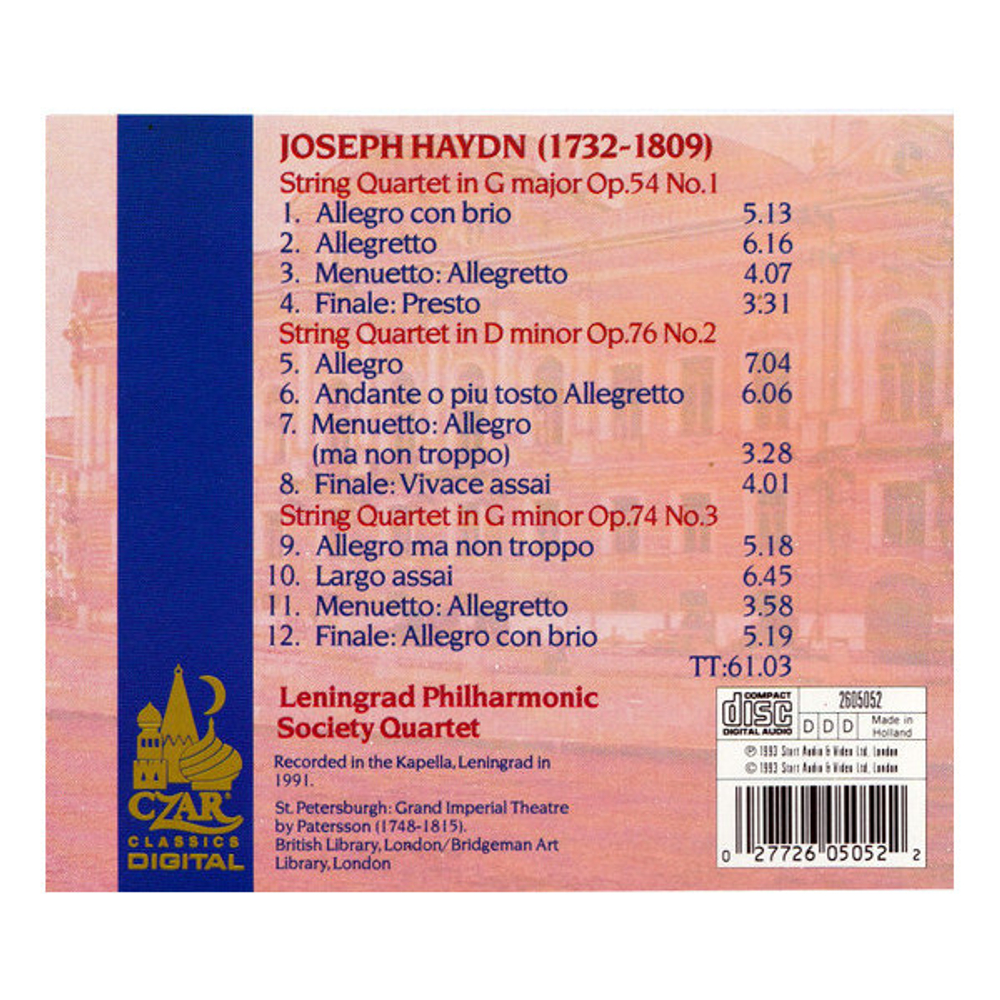 JOSEPH HAYDN (1732-1809)
String Quartet in G major Op.54 No.1
1. Allegro con brio 5.13
2. Allegretto 6.16
3. Menuetto: Allegretto 4.07
4. Finale: Presto 3.31
String Quartet in D minor Op.76 No.2
5. Allegro 7.04
6. Andante o piu tosto Allegretto 6.06
7. Menuetto: Allegro
(ma non troppo) 3.28
8. Finale: Vivace assai 4.01
String Quartet in G minor Op.74 No.3
9. Allegro ma non troppo 5.18
10. Largo assai 6.45
11. Menuetto: Allegretto 3.58
12. Finale: Allegro con brio 5.19
TT:61.03
Leningrad Philharmonic
Society Quartet
Recorded in the Kapella, Leningrad in
1991.
St. Petersburgh: Grand Imperial Theatre
by Patersson (1748-1815).
British Library, London/Bridgeman Art
Library, London
CZAR®
CLASSICS
DIGITAL
COMPACT
disc
DIGITAL AUDIO
2605052
D D D
Made in
Holland
℗ 1993 Start Audio & Video Ltd, London
© 1993 Start Audio & Video Ltd, London
0 27726 05052 2